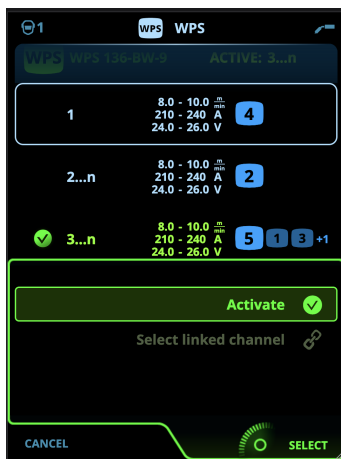 1 WPS WPS
WPS WPS 136-BW-9 ACTIVE: 3...n
1
8.0 - 10.0 m/min
210 - 240 A
24.0 - 26.0 V
4
2...n
8.0 - 10.0 m/min
210 - 240 A
24.0 - 26.0 V
2
3...n
8.0 - 10.0 m/min
210 - 240 A
24.0 - 26.0 V
5 1 3 +1
Activate
Select linked channel
CANCEL SELECT